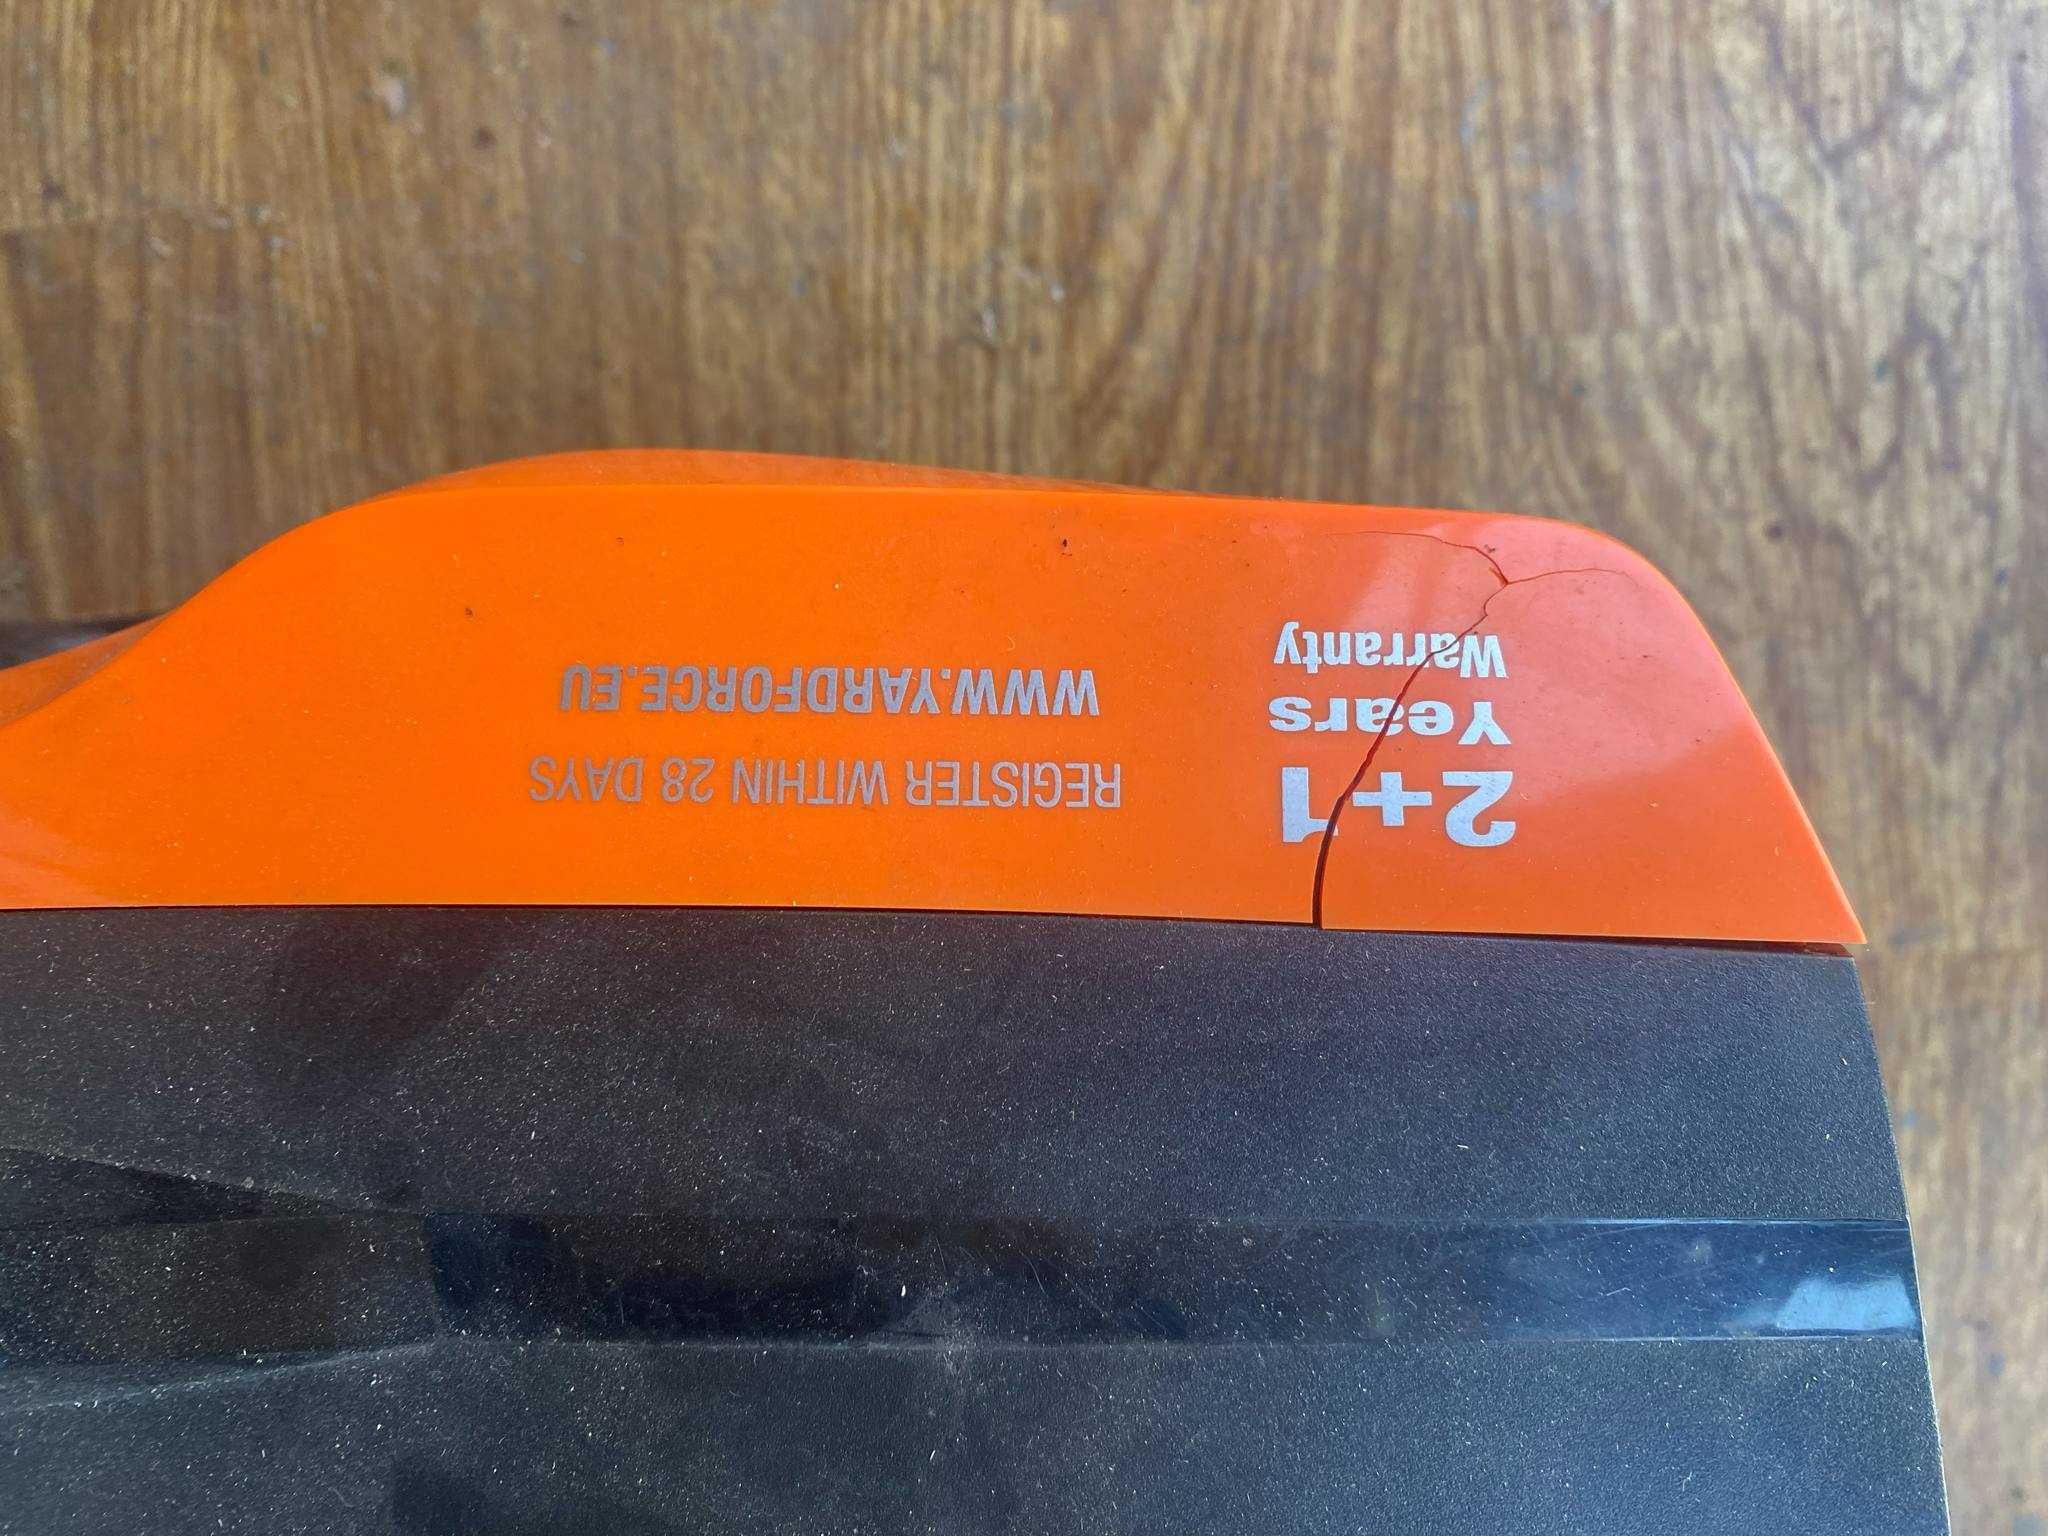 2+1
Years
Warranty
REGISTER WITHIN 28 DAYS
WWW.YARDFORCE.EU